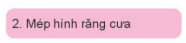 2. Mép hình răng cưa